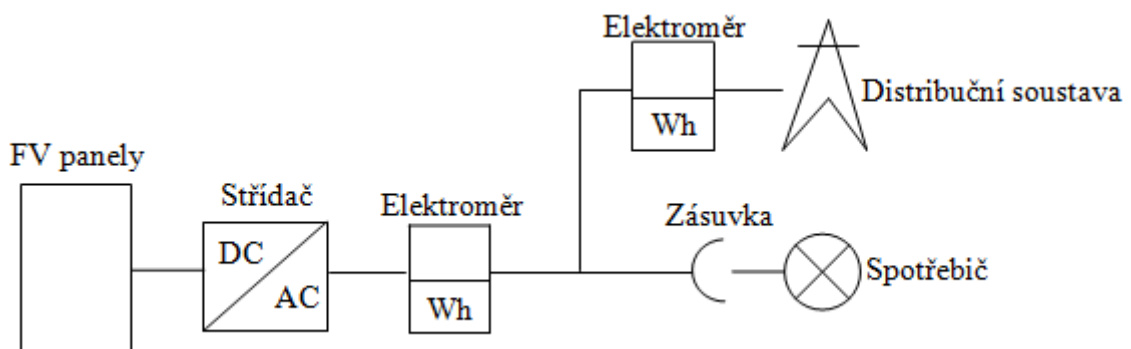 Elektroměr
Wh
Distribuční soustava
FV panely
Střídač
DC
AC
Elektroměr
Wh
Zásuvka
Spotřebič